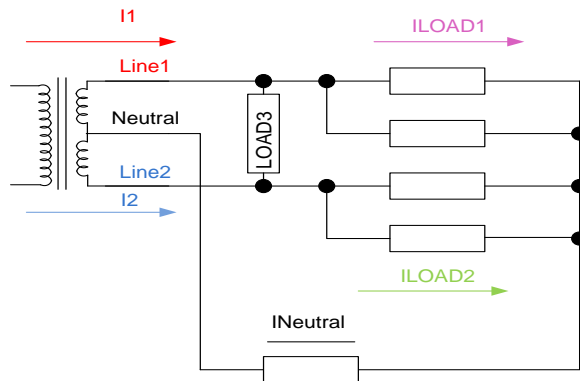 I1
ILOAD1
Line1
Neutral
LOAD3
Line2
I2
ILOAD2
INeutral